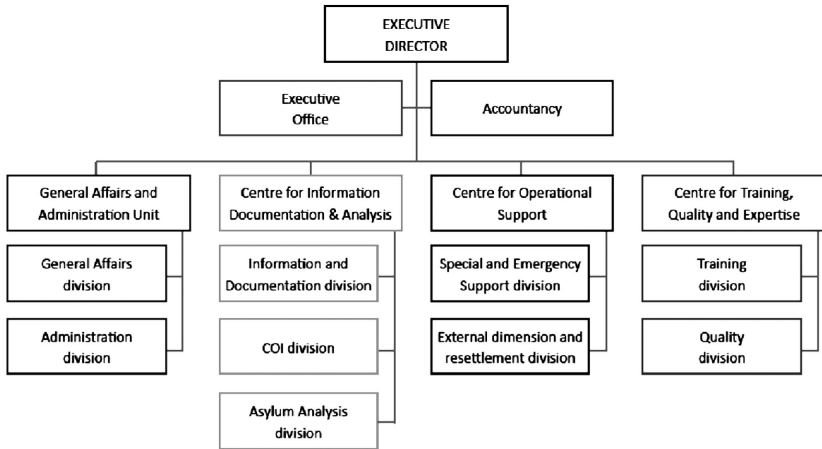 EXECUTIVE
DIRECTOR
Executive
Office
Accountancy
General Affairs and
Administration Unit
Centre for Information
Documentation & Analysis
Centre for Operational
Support
Centre for Training,
Quality and Expertise
General Affairs
division
Information and
Documentation division
Special and Emergency
Support division
Training
division
Administration
division
COI division
External dimension and
resettlement division
Quality
division
Asylum Analysis
division